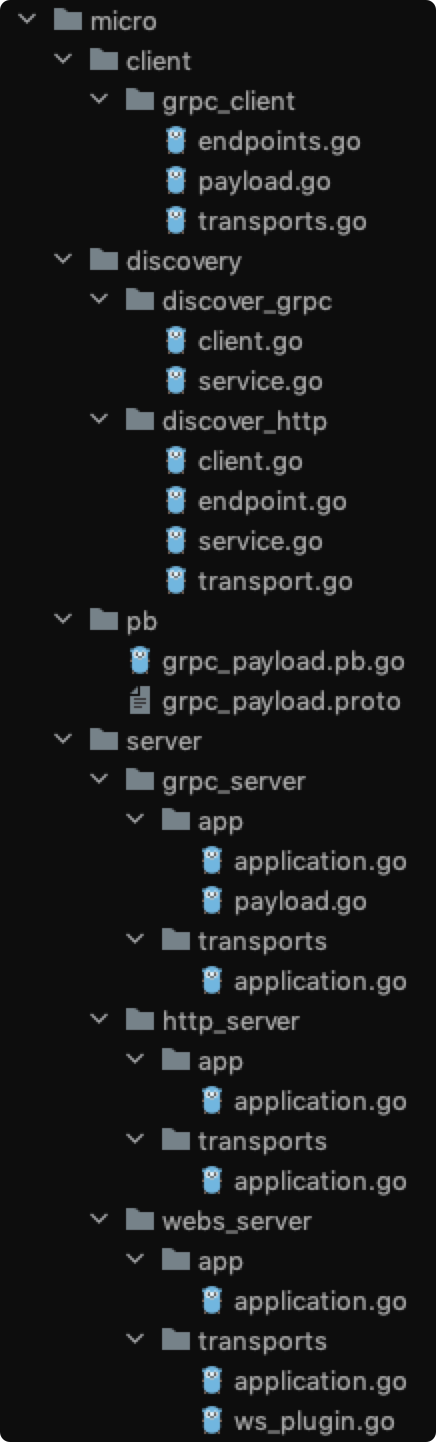 micro
client
grpc_client
endpoints.go
payload.go
transports.go
discovery
discover_grpc
client.go
service.go
discover_http
client.go
endpoint.go
service.go
transport.go
pb
grpc_payload.pb.go
grpc_payload.proto
server
grpc_server
app
application.go
payload.go
transports
application.go
http_server
app
application.go
transports
application.go
webs_server
app
application.go
transports
application.go
ws_plugin.go